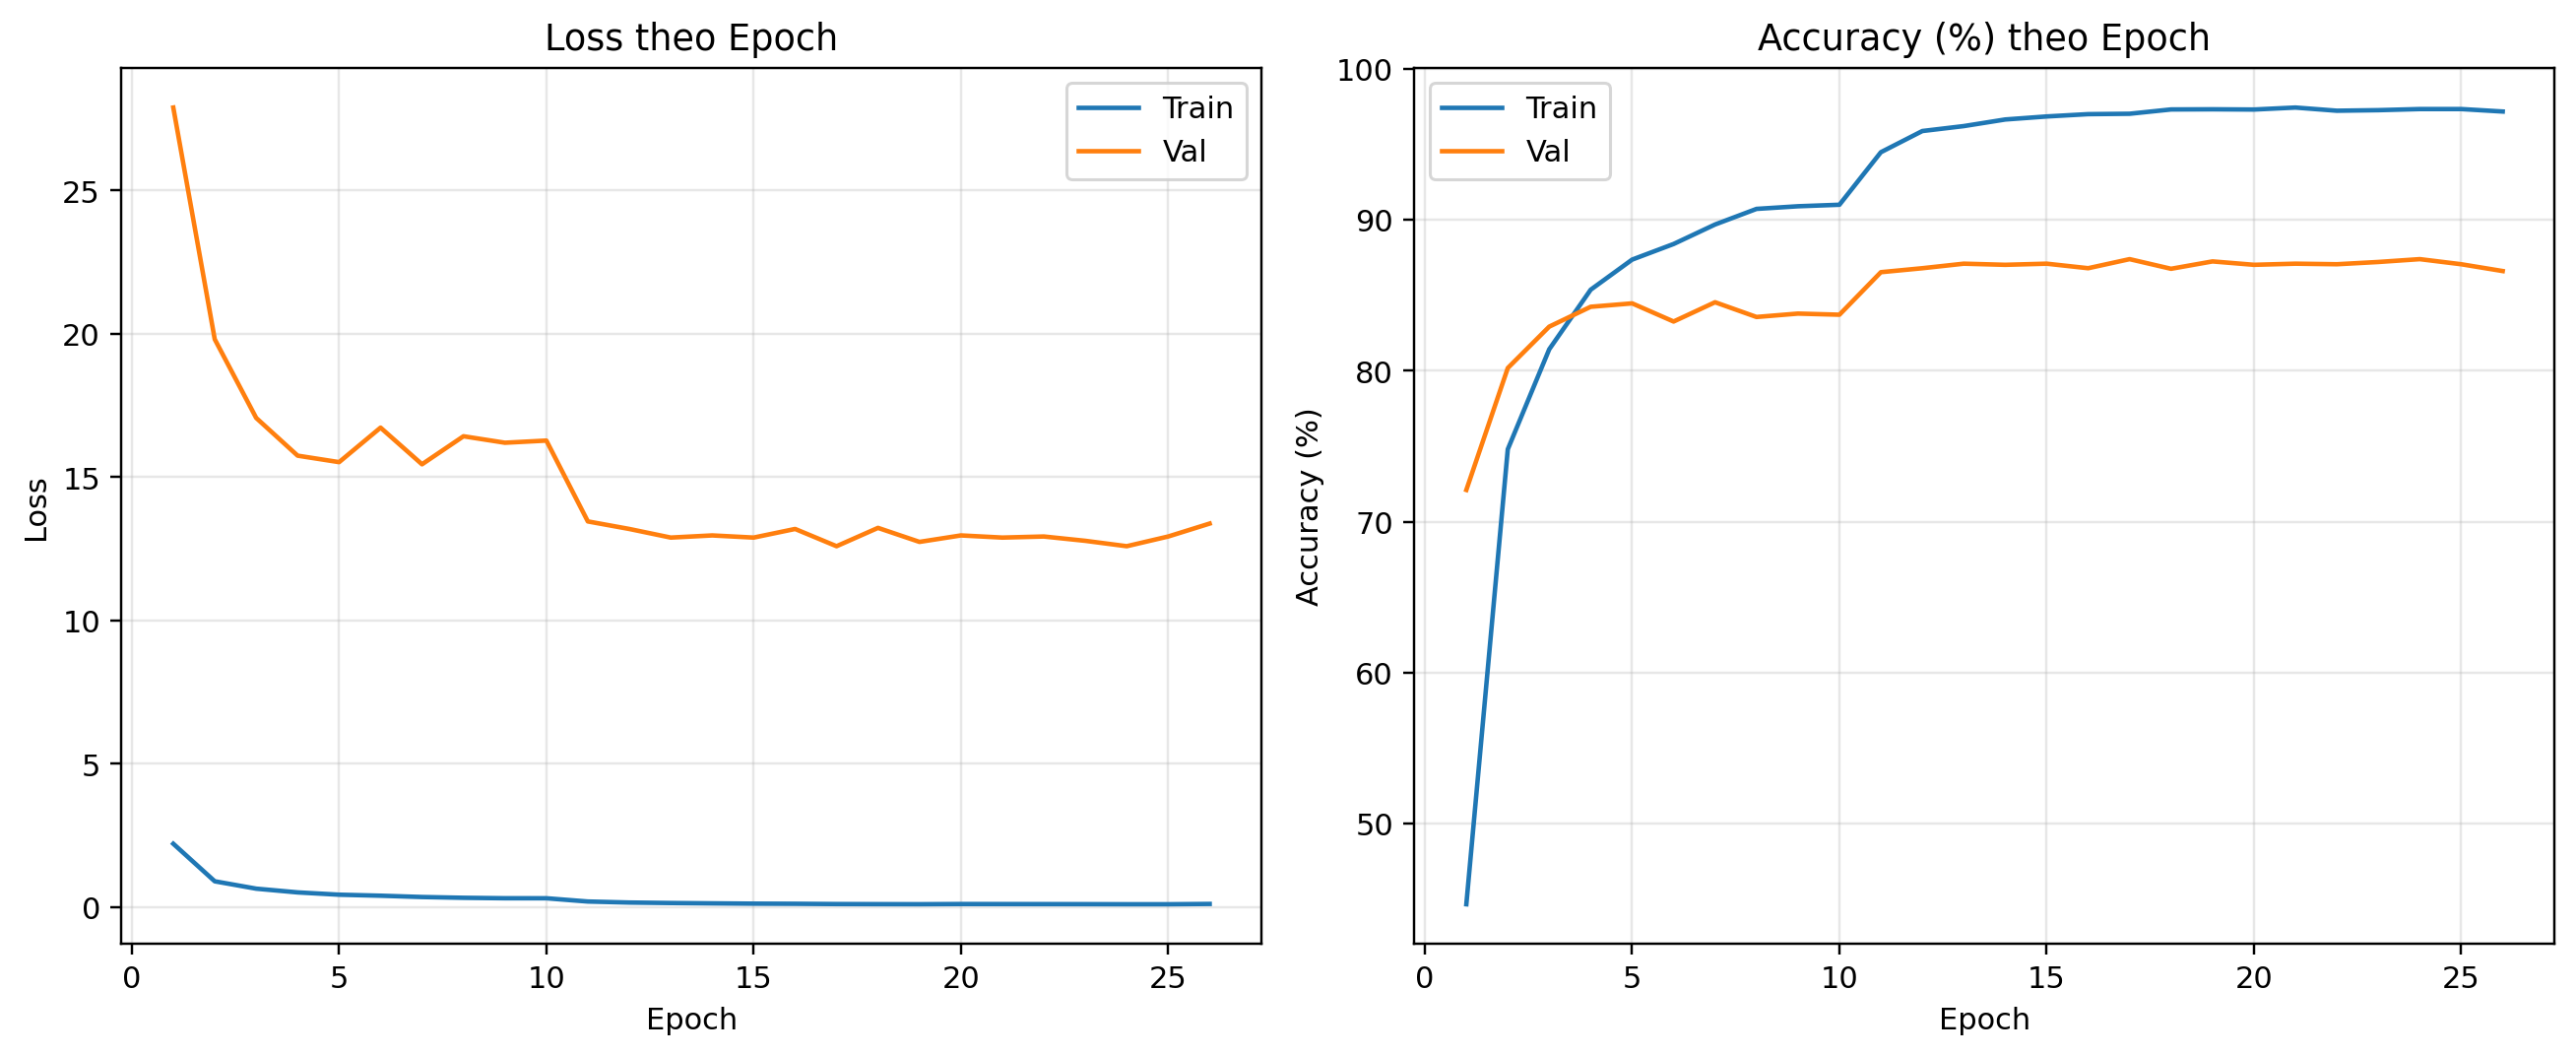 Loss theo Epoch
Train
Val
25
20
15
10
5
0
Loss
0 5 10 15 20 25
Epoch
Accuracy (%) theo Epoch
Train
Val
100
90
80
70
60
50
Accuracy (%)
0 5 10 15 20 25
Epoch